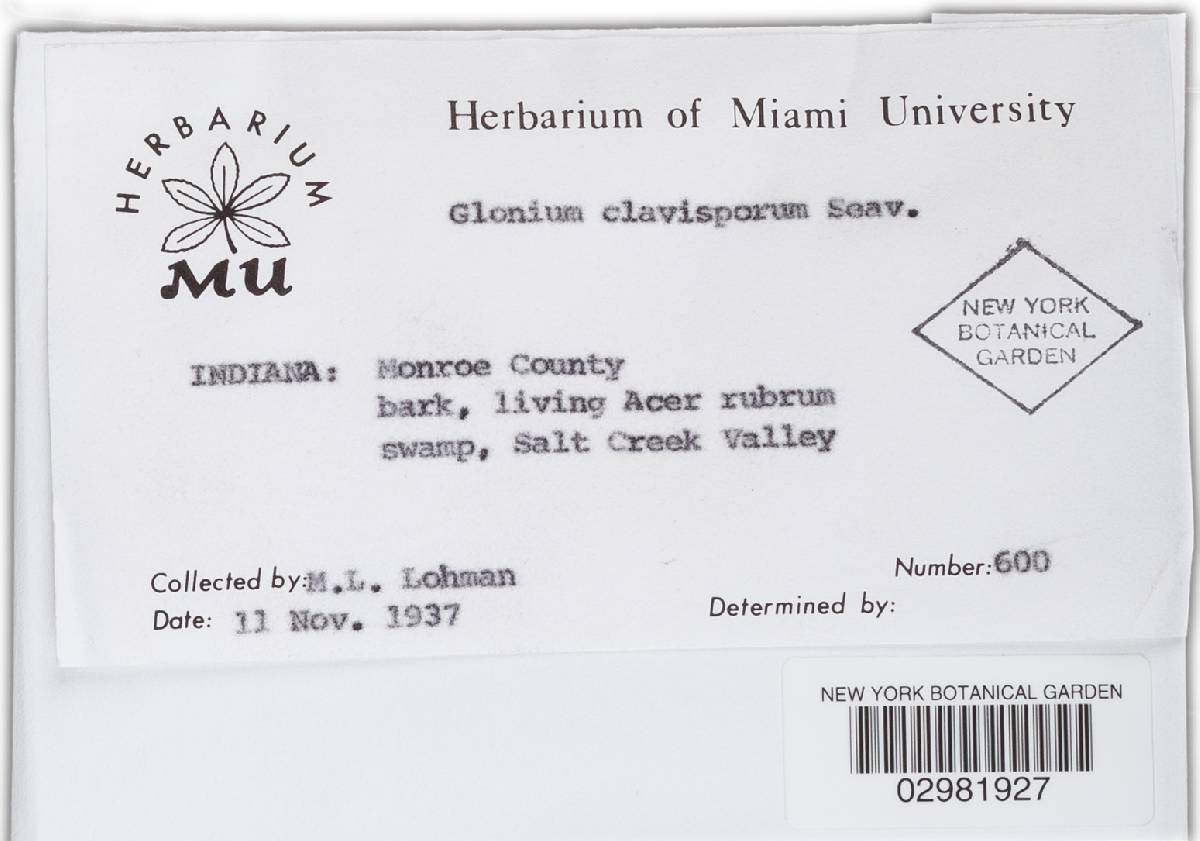 HERBARIUM
MU
Herbarium of Miami University
Glonium clavisporum Seav.
NEW YORK
BOTANICAL
GARDEN
INDIANA: Monroe County
bark, living Acer rubrum
swamp, Salt Creek Valley
Collected by: M.L. Lohman
Number: 600
Date: 11 Nov. 1937
Determined by:
NEW YORK BOTANICAL GARDEN
02981927